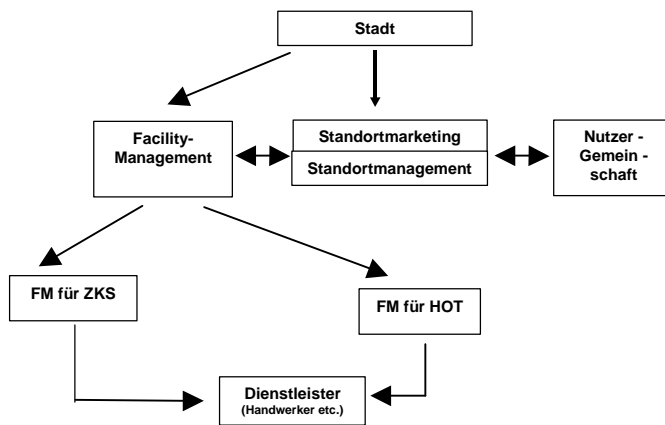 Stadt
Facility-
Management
Standortmarketing
Standortmanagement
Nutzer -
Gemein -
schaft
FM für ZKS
FM für HOT
Dienstleister
(Handwerker etc.)